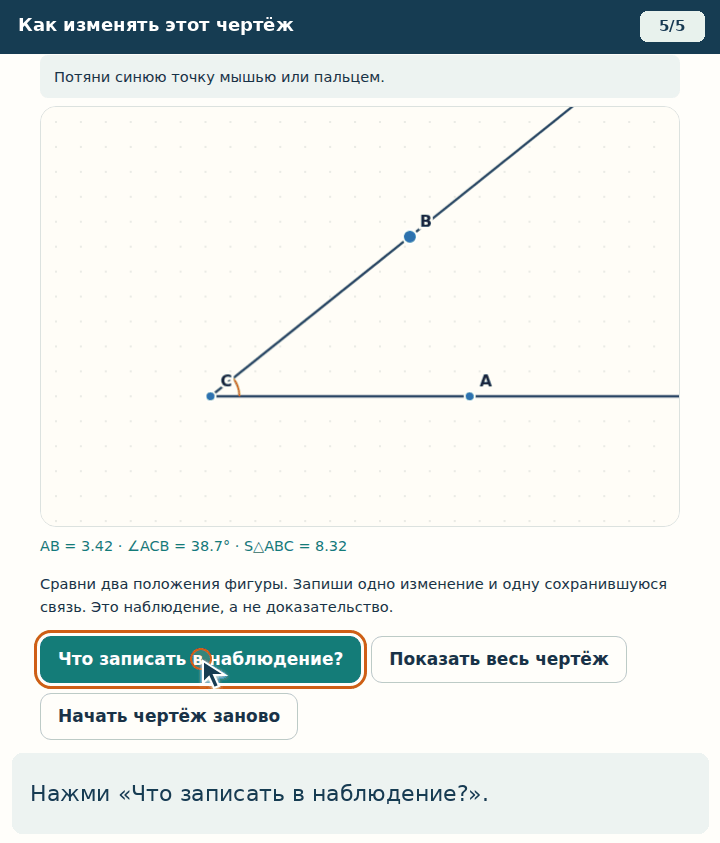 Как изменять этот чертёж
5/5
Потяни синюю точку мышью или пальцем.
B
C
A
AB = 3.42 · ∠ACB = 38.7° · S△ABC = 8.32
Сравни два положения фигуры. Запиши одно изменение и одну сохранившуюся
связь. Это наблюдение, а не доказательство.
Что записать в наблюдение?
Показать весь чертёж
Начать чертёж заново
Нажми «Что записать в наблюдение?».